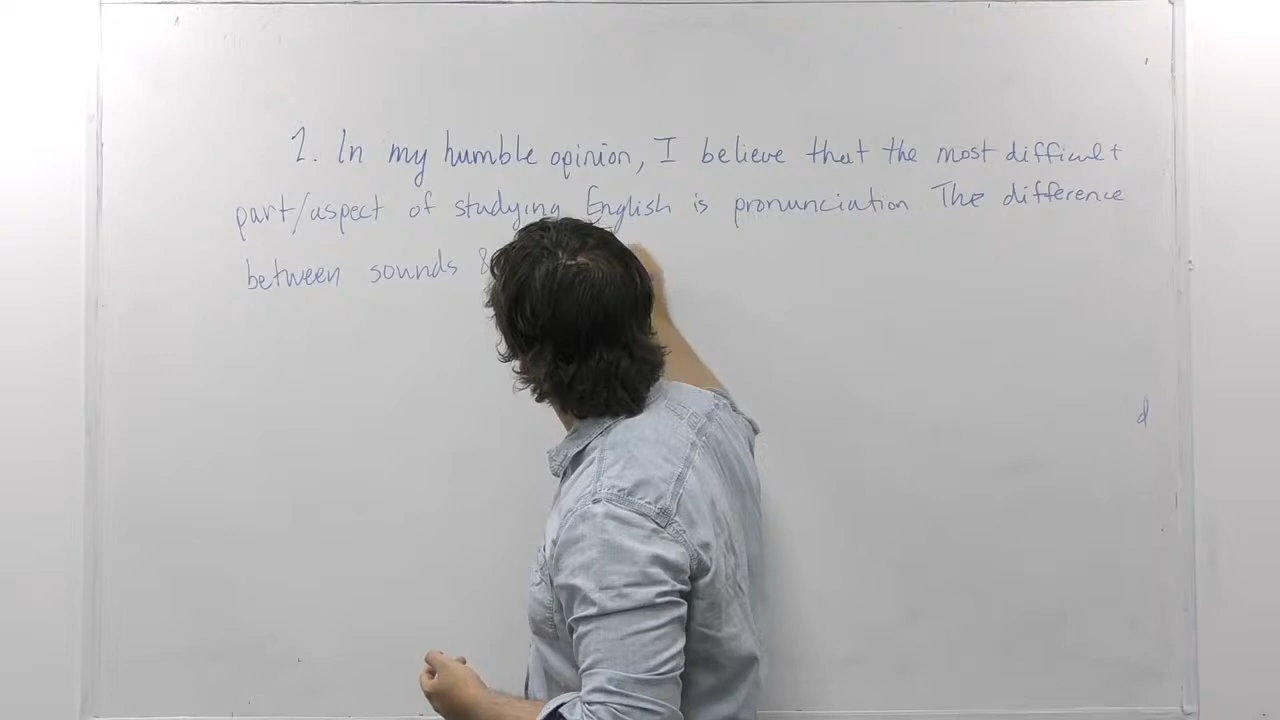 1. In my humble opinion, I believe that the most difficult
part/aspect of studying English is pronunciation. The difference
between sounds &
d